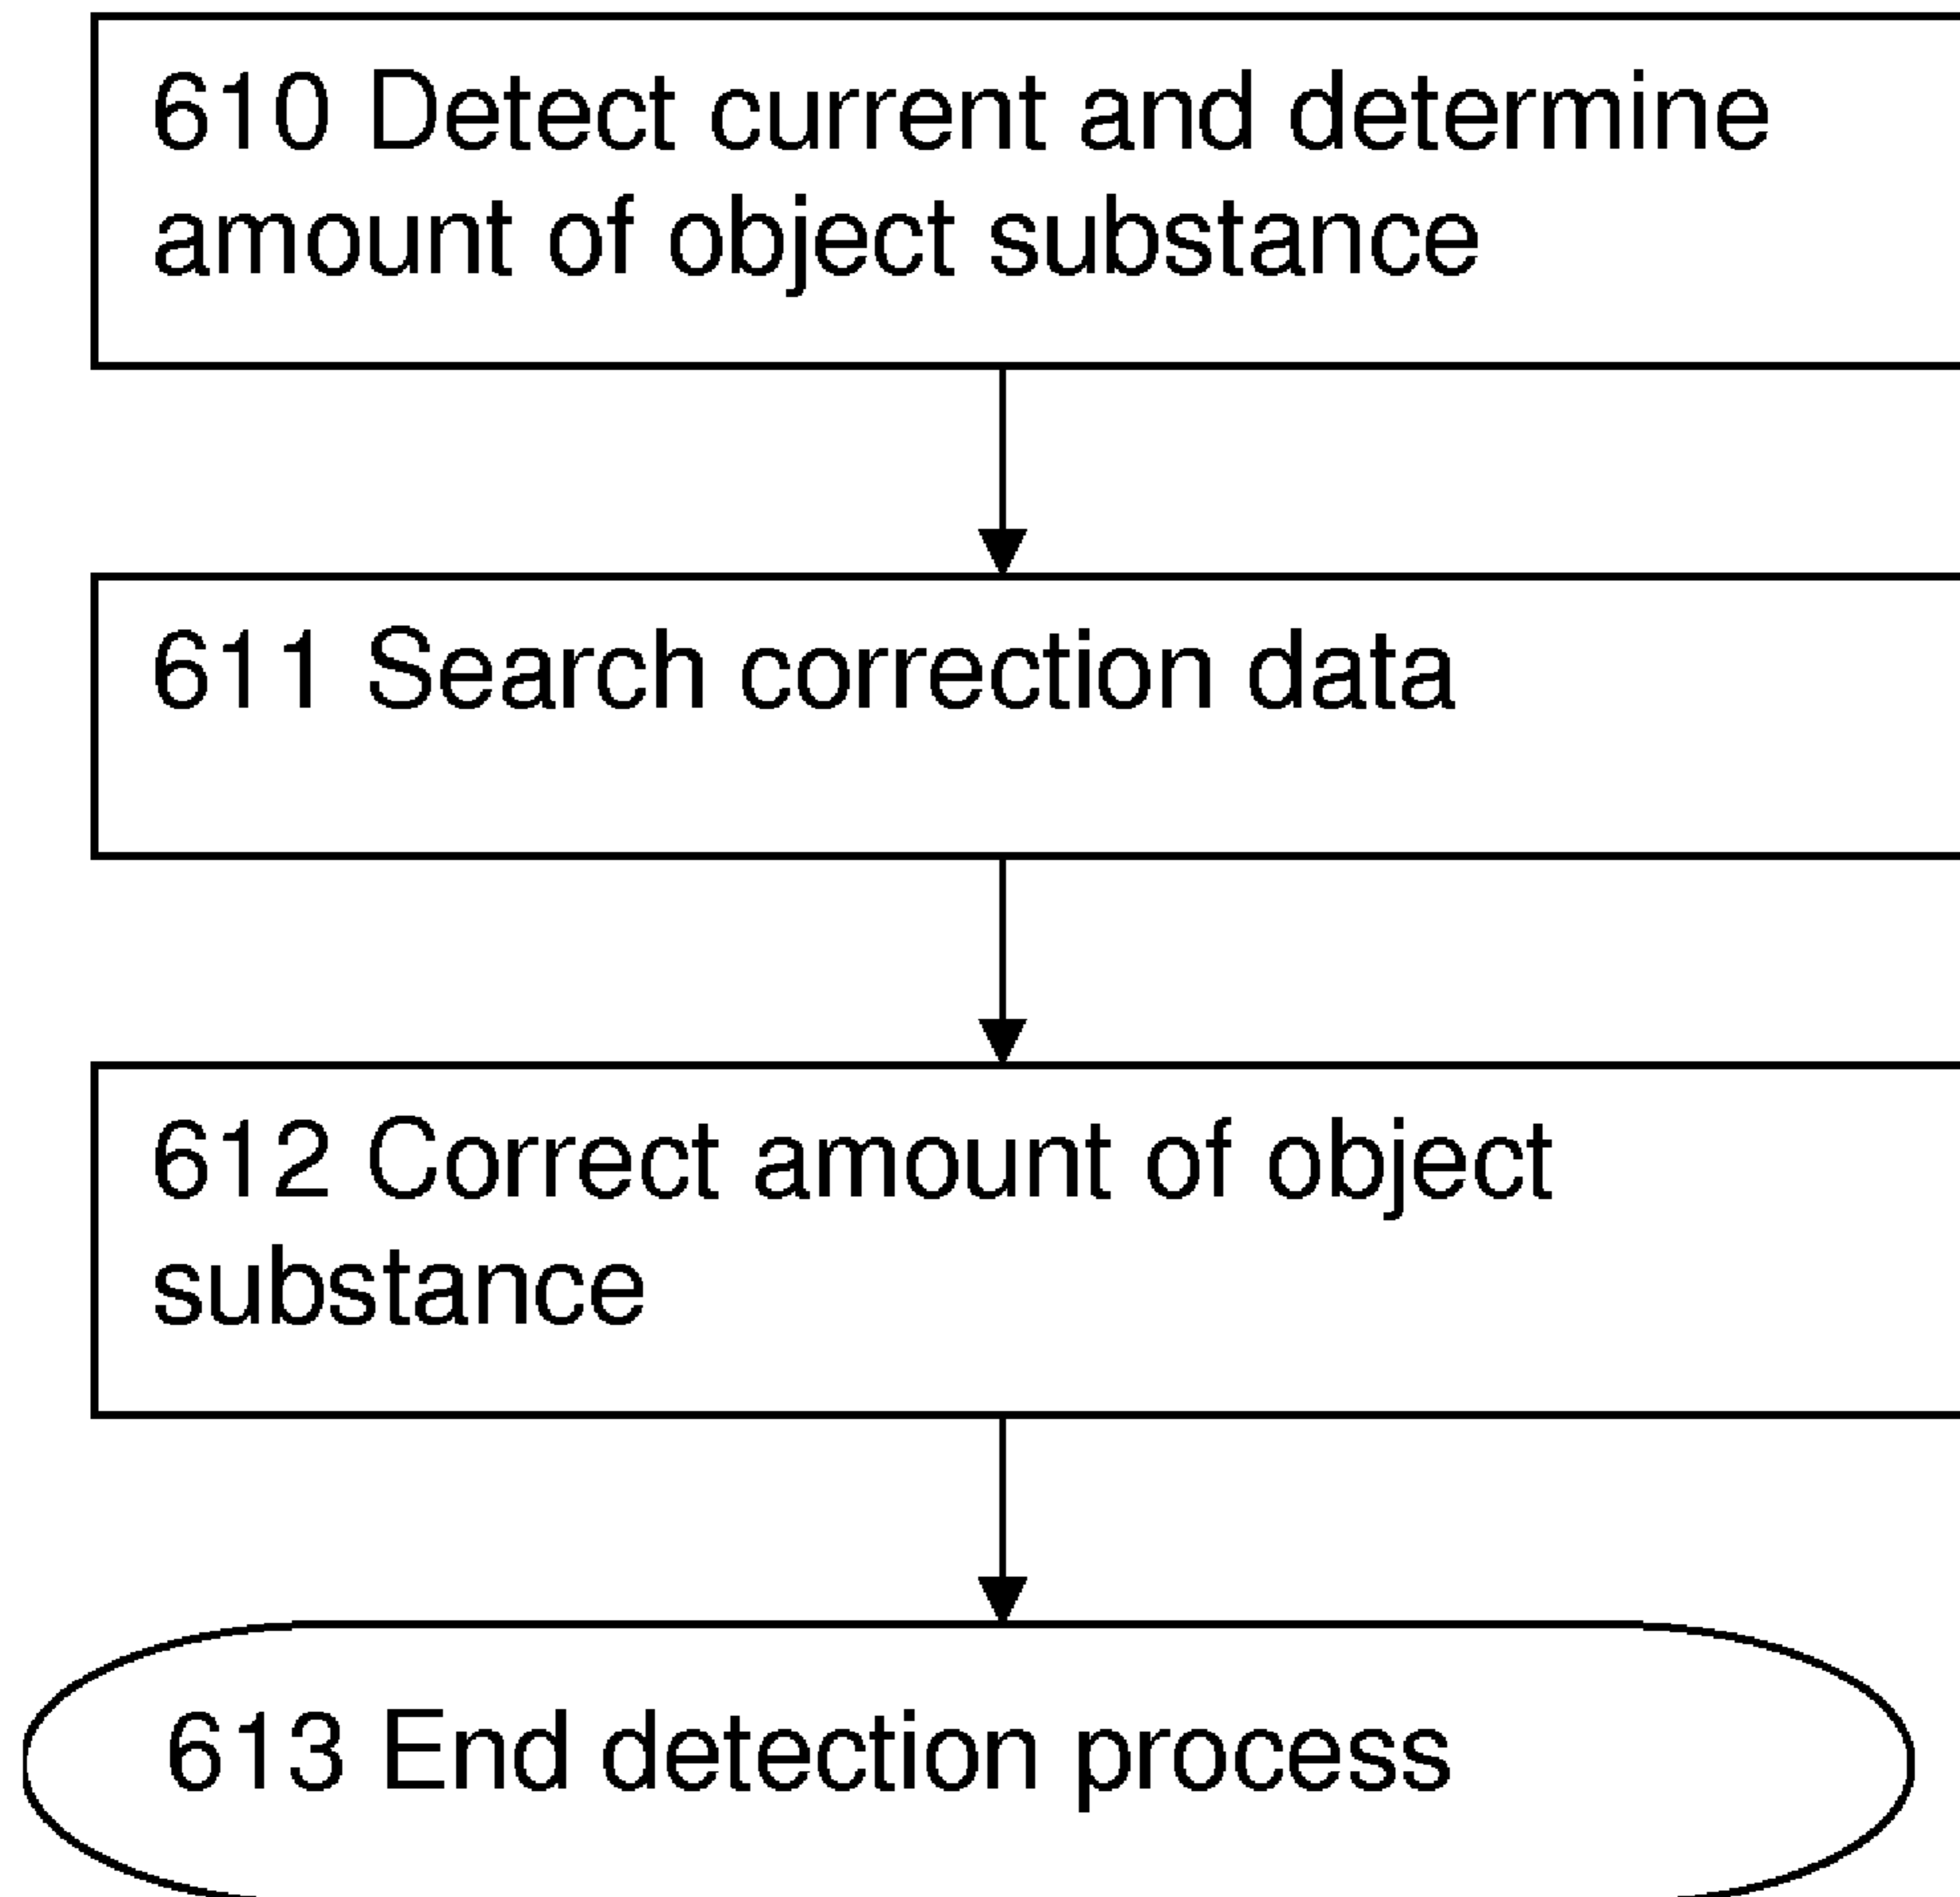 610 Detect current and determine
amount of object substance
611 Search correction data
612 Correct amount of object
substance
613 End detection process